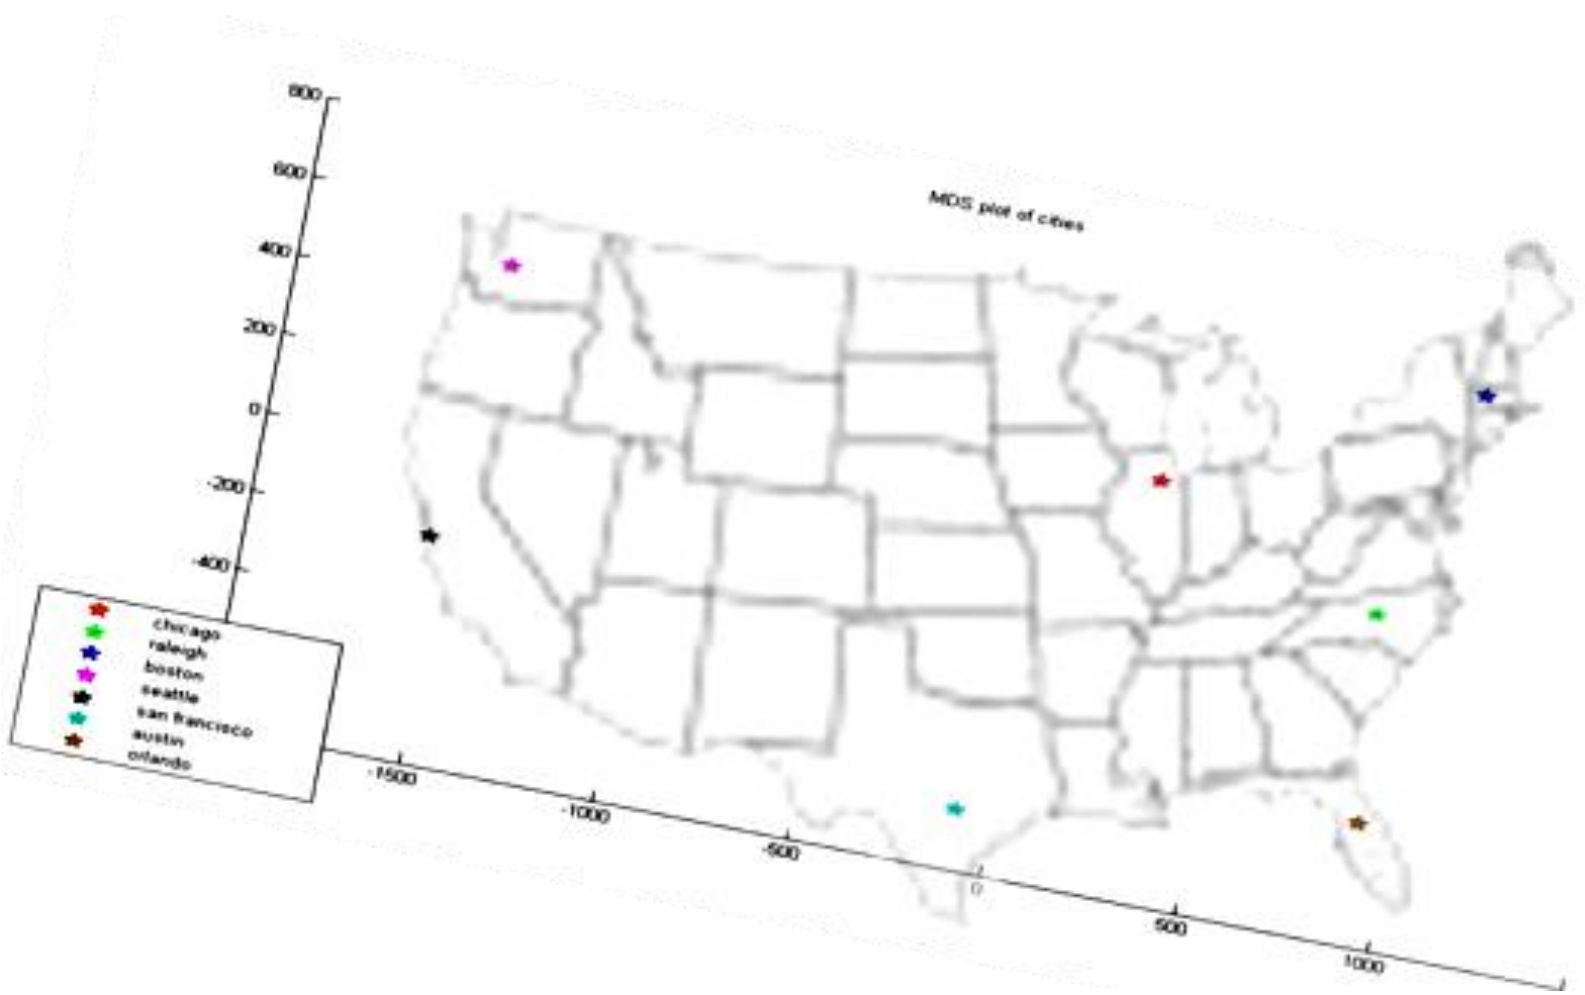 MDS plot of cities
800
600
400
200
0
-200
-400
chicago
raleigh
boston
seattle
san francisco
austin
orlando
-1500
-1000
-500
0
500
1000